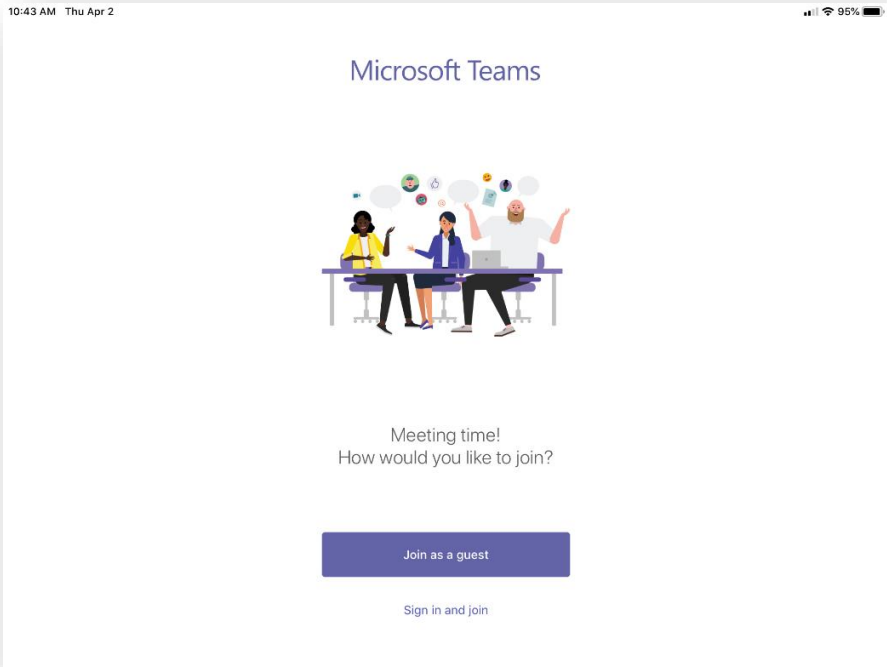 10:43 AM Thu Apr 2
95%
Microsoft Teams
Meeting time!
How would you like to join?
Join as a guest
Sign in and join